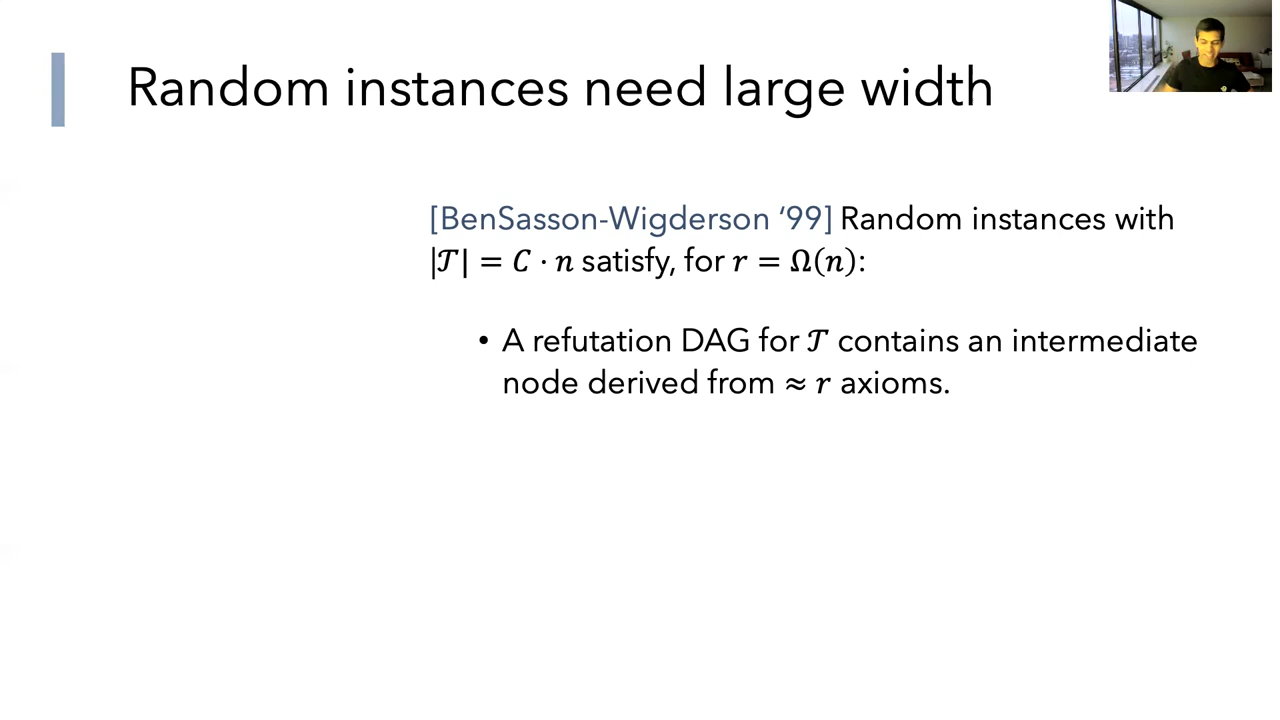 Random instances need large width
[BenSasson-Wigderson ‘99] Random instances with
|𝒯| = C · n satisfy, for r = Ω(n):
• A refutation DAG for 𝒯 contains an intermediate
node derived from ≈ r axioms.